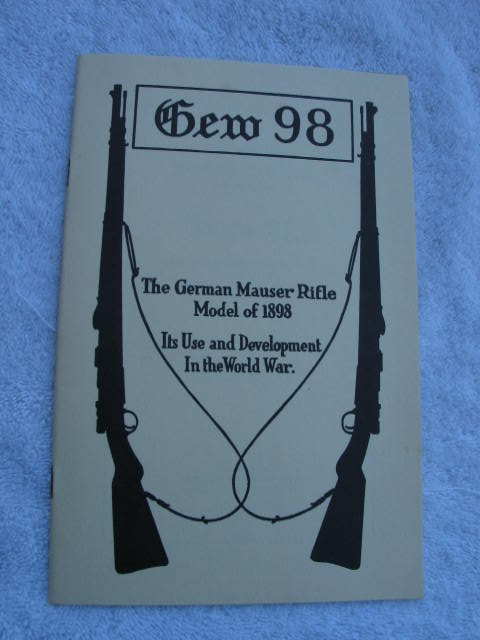 Gew 98
The German Mauser Rifle
Model of 1898
Its Use and Development
In the World War.